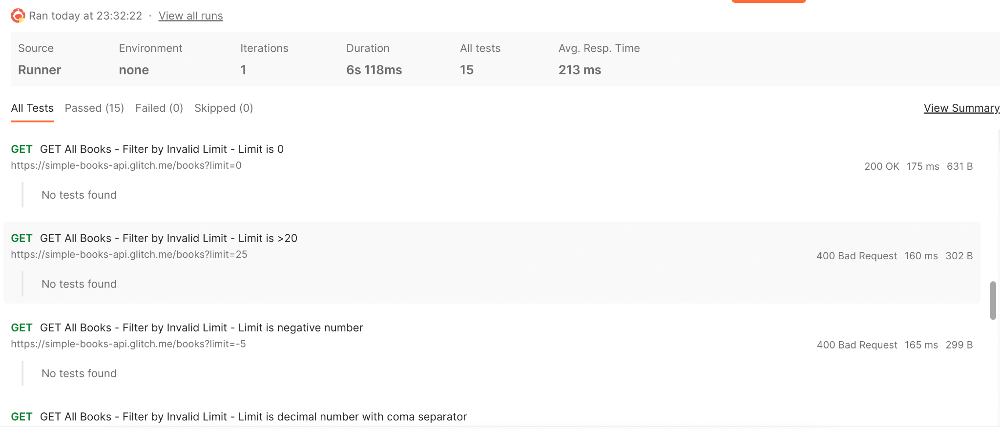 Ran today at 23:32:22 · View all runs
Source Environment Iterations Duration All tests Avg. Resp. Time
Runner none 1 6s 118ms 15 213 ms
All Tests Passed (15) Failed (0) Skipped (0) View Summary
GET GET All Books - Filter by Invalid Limit - Limit is 0
https://simple-books-api.glitch.me/books?limit=0
200 OK 175 ms 631 B
No tests found
GET GET All Books - Filter by Invalid Limit - Limit is >20
https://simple-books-api.glitch.me/books?limit=25
400 Bad Request 160 ms 302 B
No tests found
GET GET All Books - Filter by Invalid Limit - Limit is negative number
https://simple-books-api.glitch.me/books?limit=-5
400 Bad Request 165 ms 299 B
No tests found
GET GET All Books - Filter by Invalid Limit - Limit is decimal number with coma separator